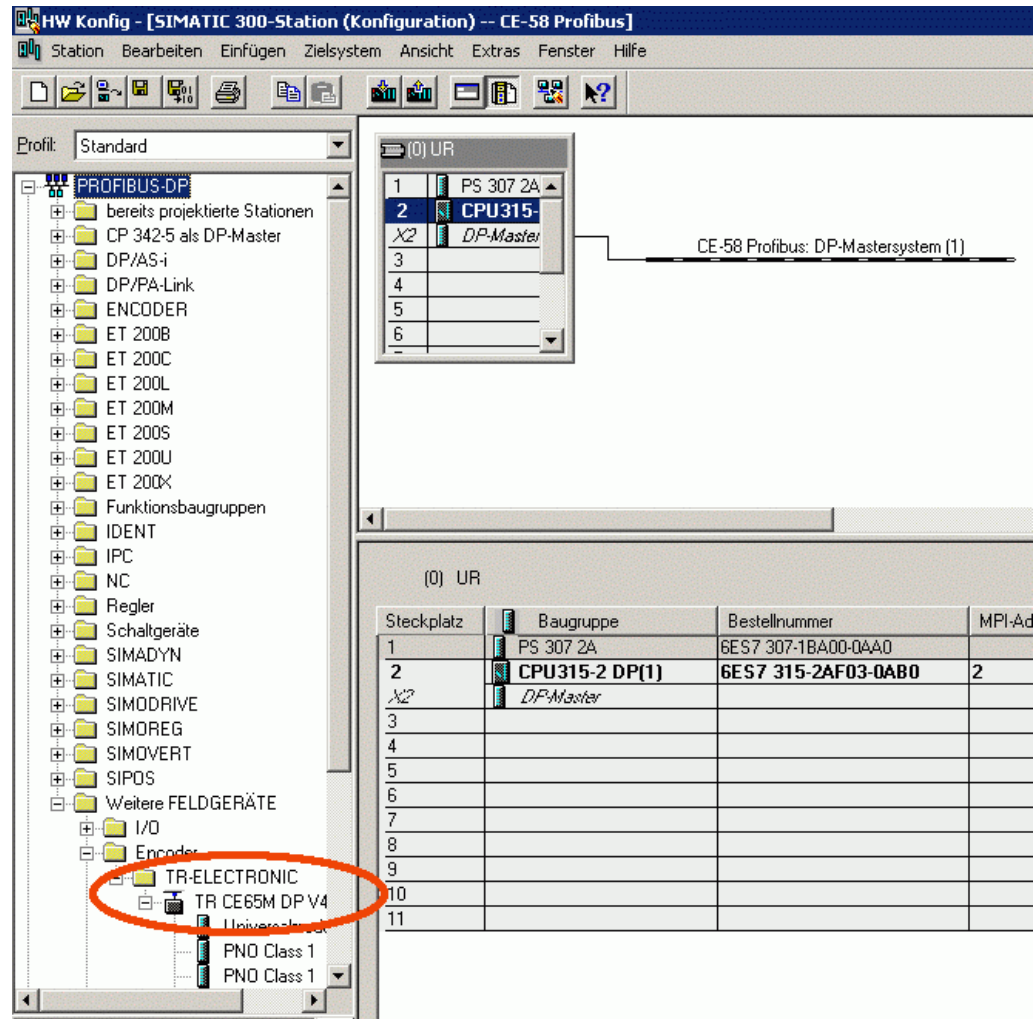 HW Konfig - [SIMATIC 300-Station (Konfiguration) -- CE-58 Profibus]
Station Bearbeiten Einfügen Zielsystem Ansicht Extras Fenster Hilfe
Profil: Standard
PROFIBUS-DP
bereits projektierte Stationen
CP 342-5 als DP-Master
DP/AS-i
DP/PA-Link
ENCODER
ET 200B
ET 200C
ET 200L
ET 200M
ET 200S
ET 200U
ET 200X
Funktionsbaugruppen
IDENT
IPC
NC
Regler
Schaltgeräte
SIMADYN
SIMATIC
SIMODRIVE
SIMOREG
SIMOVERT
SIPOS
Weitere FELDGERÄTE
I/O
Encoder
TR-ELECTRONIC
TR CE65M DP V4
PNO Class 1
PNO Class 1
(0) UR
1 PS 307 2A
2 CPU315-
X2 DP-Master
3
4
5
6
CE-58 Profibus: DP-Mastersystem (1)
(0) UR
Steckplatz Baugruppe Bestellnummer MPI-Ad
1 PS 307 2A 6ES7 307-1BA00-0AA0
2 CPU315-2 DP(1) 6ES7 315-2AF03-0AB0 2
X2 DP-Master
3
4
5
6
7
8
9
10
11